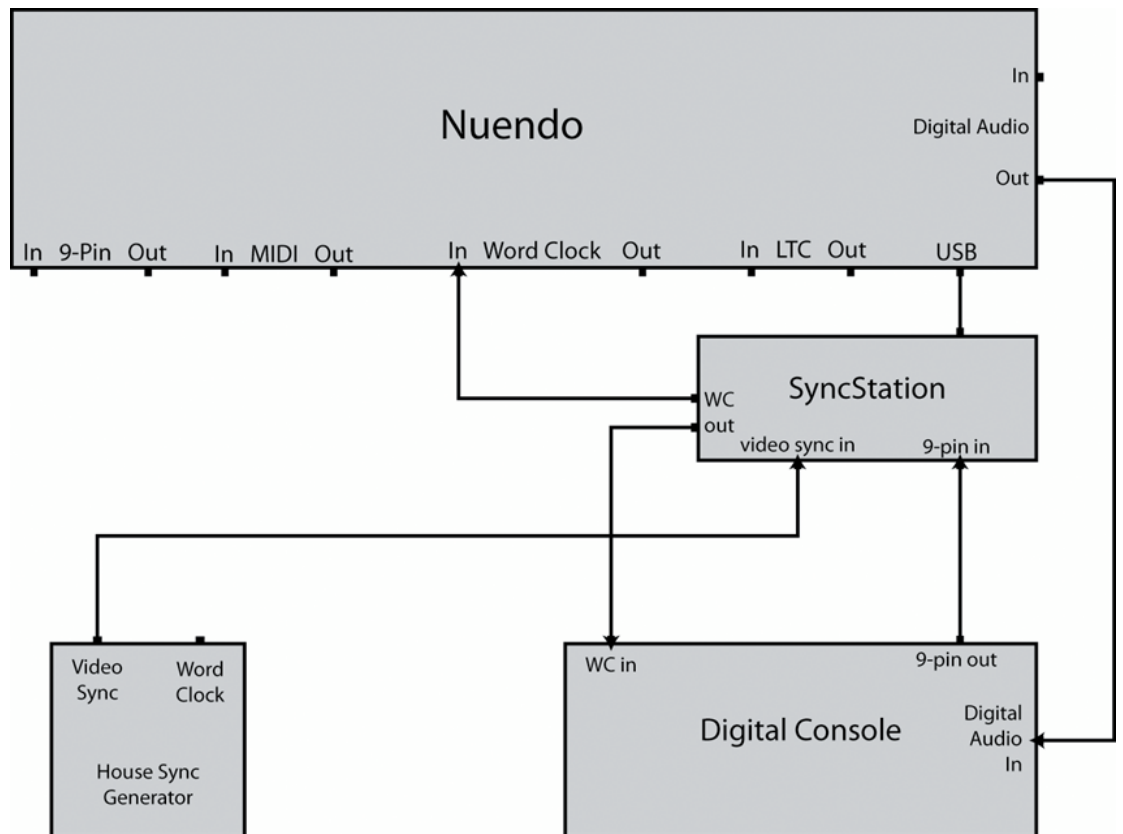 In
Nuendo
Digital Audio
Out
In 9-Pin Out In MIDI Out In Word Clock Out In LTC Out USB
SyncStation
WC
out
video sync in 9-pin in
Video
Sync
Word
Clock
House Sync
Generator
WC in
9-pin out
Digital Console
Digital
Audio
In